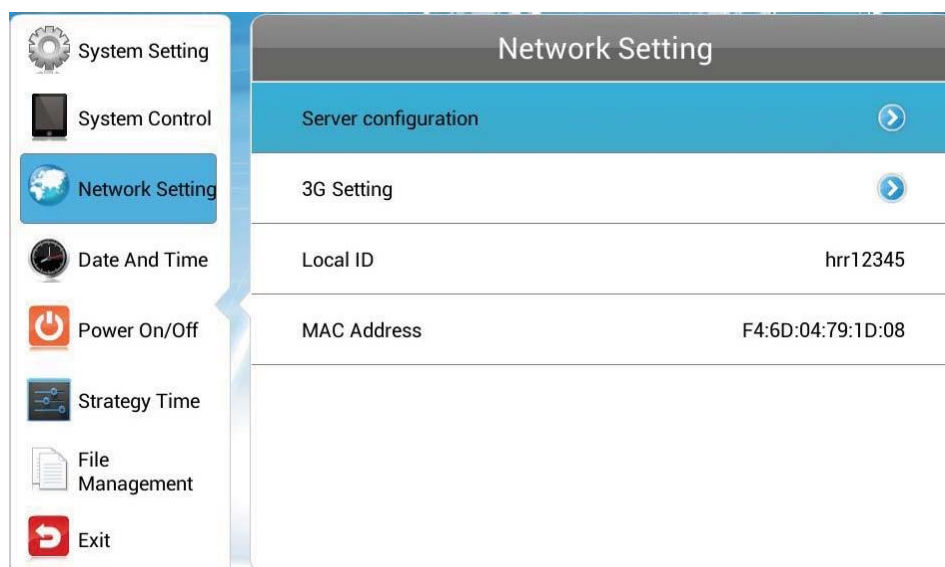 System Setting
System Control
Network Setting
Date And Time
Power On/Off
Strategy Time
File
Management
Exit
Network Setting
Server configuration
3G Setting
Local ID hrr12345
MAC Address F4:6D:04:79:1D:08